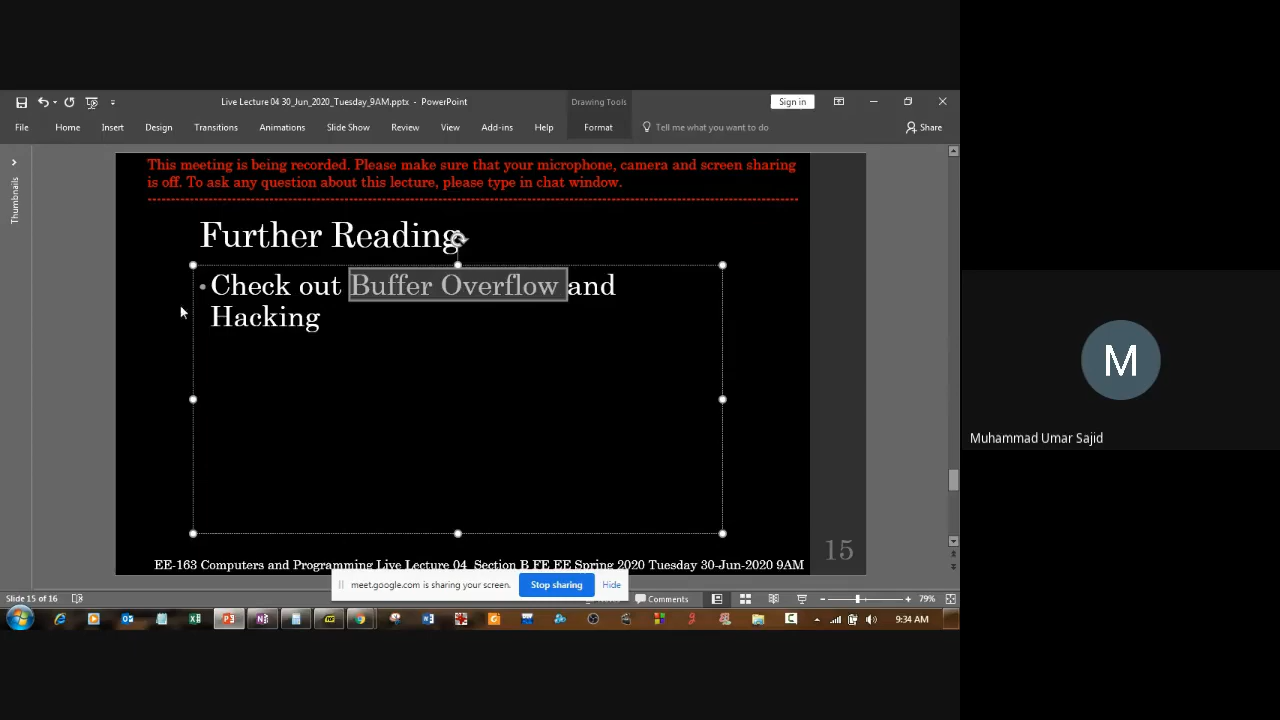 Live Lecture 04 30_Jun_2020_Tuesday_9AM.pptx - PowerPoint
Drawing Tools
Sign in
File Home Insert Design Transitions Animations Slide Show Review View Add-ins Help Format Tell me what you want to do Share
Thumbnails
This meeting is being recorded. Please make sure that your microphone, camera and screen sharing
is off. To ask any question about this lecture, please type in chat window.
Further Reading
• Check out Buffer Overflow and
Hacking
15
EE-163 Computers and Programming Live Lecture 04 Section B FE EE Spring 2020 Tuesday 30-Jun-2020 9AM
meet.google.com is sharing your screen. Stop sharing Hide
Slide 15 of 16 Comments 79%
9:34 AM
M
Muhammad Umar Sajid